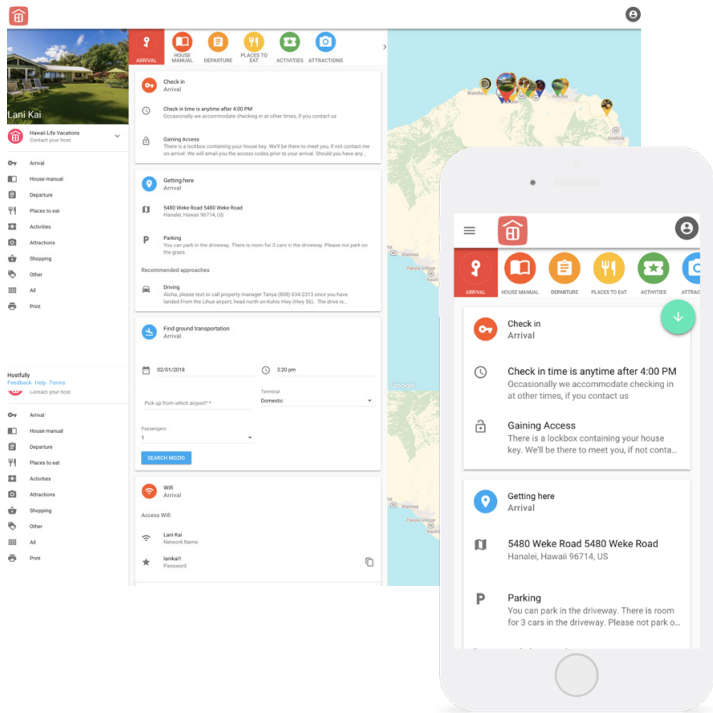 ARRIVAL
HOUSE
MANUAL
DEPARTURE
PLACES TO
EAT
ACTIVITIES
ATTRACTIONS
Lani Kai
Hawaii Life Vacations
Contact your host
Arrival
House manual
Departure
Places to eat
Activities
Attractions
Shopping
Other
All
Print
Hostfully
Feedback Help Terms
Contact your host
Arrival
House manual
Departure
Places to eat
Activities
Attractions
Shopping
Other
All
Print
Check in
Arrival
Check in time is anytime after 4:00 PM
Occasionally we accommodate checking in at other times, if you contact us
Gaining Access
There is a lockbox containing your house key. We'll be there to meet you, if not contact me
on arrival. We will email you the access codes prior to your arrival. Should you have any...
Getting here
Arrival
5480 Weke Road 5480 Weke Road
Hanalei, Hawaii 96714, US
P
Parking
You can park in the driveway. There is room for 3 cars in the driveway. Please not park on
the grass.
Recommended approaches
Driving
Aloha, please text or call property manager Tanya (808) 634-2313 once you have
landed from the Lihue airport, head north on Kuhio Hwy (Hwy 56). The drive is...
Find ground transportation
Arrival
02/01/2018
3:20 pm
Pick up from which airport? *
Terminal
Domestic
Passengers
1
SEARCH MOZIO
Wifi
Arrival
Access Wifi
Lani Kai
Network Name
lanikai1
Password
Google
ARRIVAL
HOUSE MANUAL
DEPARTURE
PLACES TO EAT
ACTIVITIES
ATTRAC
Check in
Arrival
Check in time is anytime after 4:00 PM
Occasionally we accommodate checking in
at other times, if you contact us
Gaining Access
There is a lockbox containing your house
key. We'll be there to meet you, if not conta...
Getting here
Arrival
5480 Weke Road 5480 Weke Road
Hanalei, Hawaii 96714, US
P
Parking
You can park in the driveway. There is room
for 3 cars in the driveway. Please not park o...